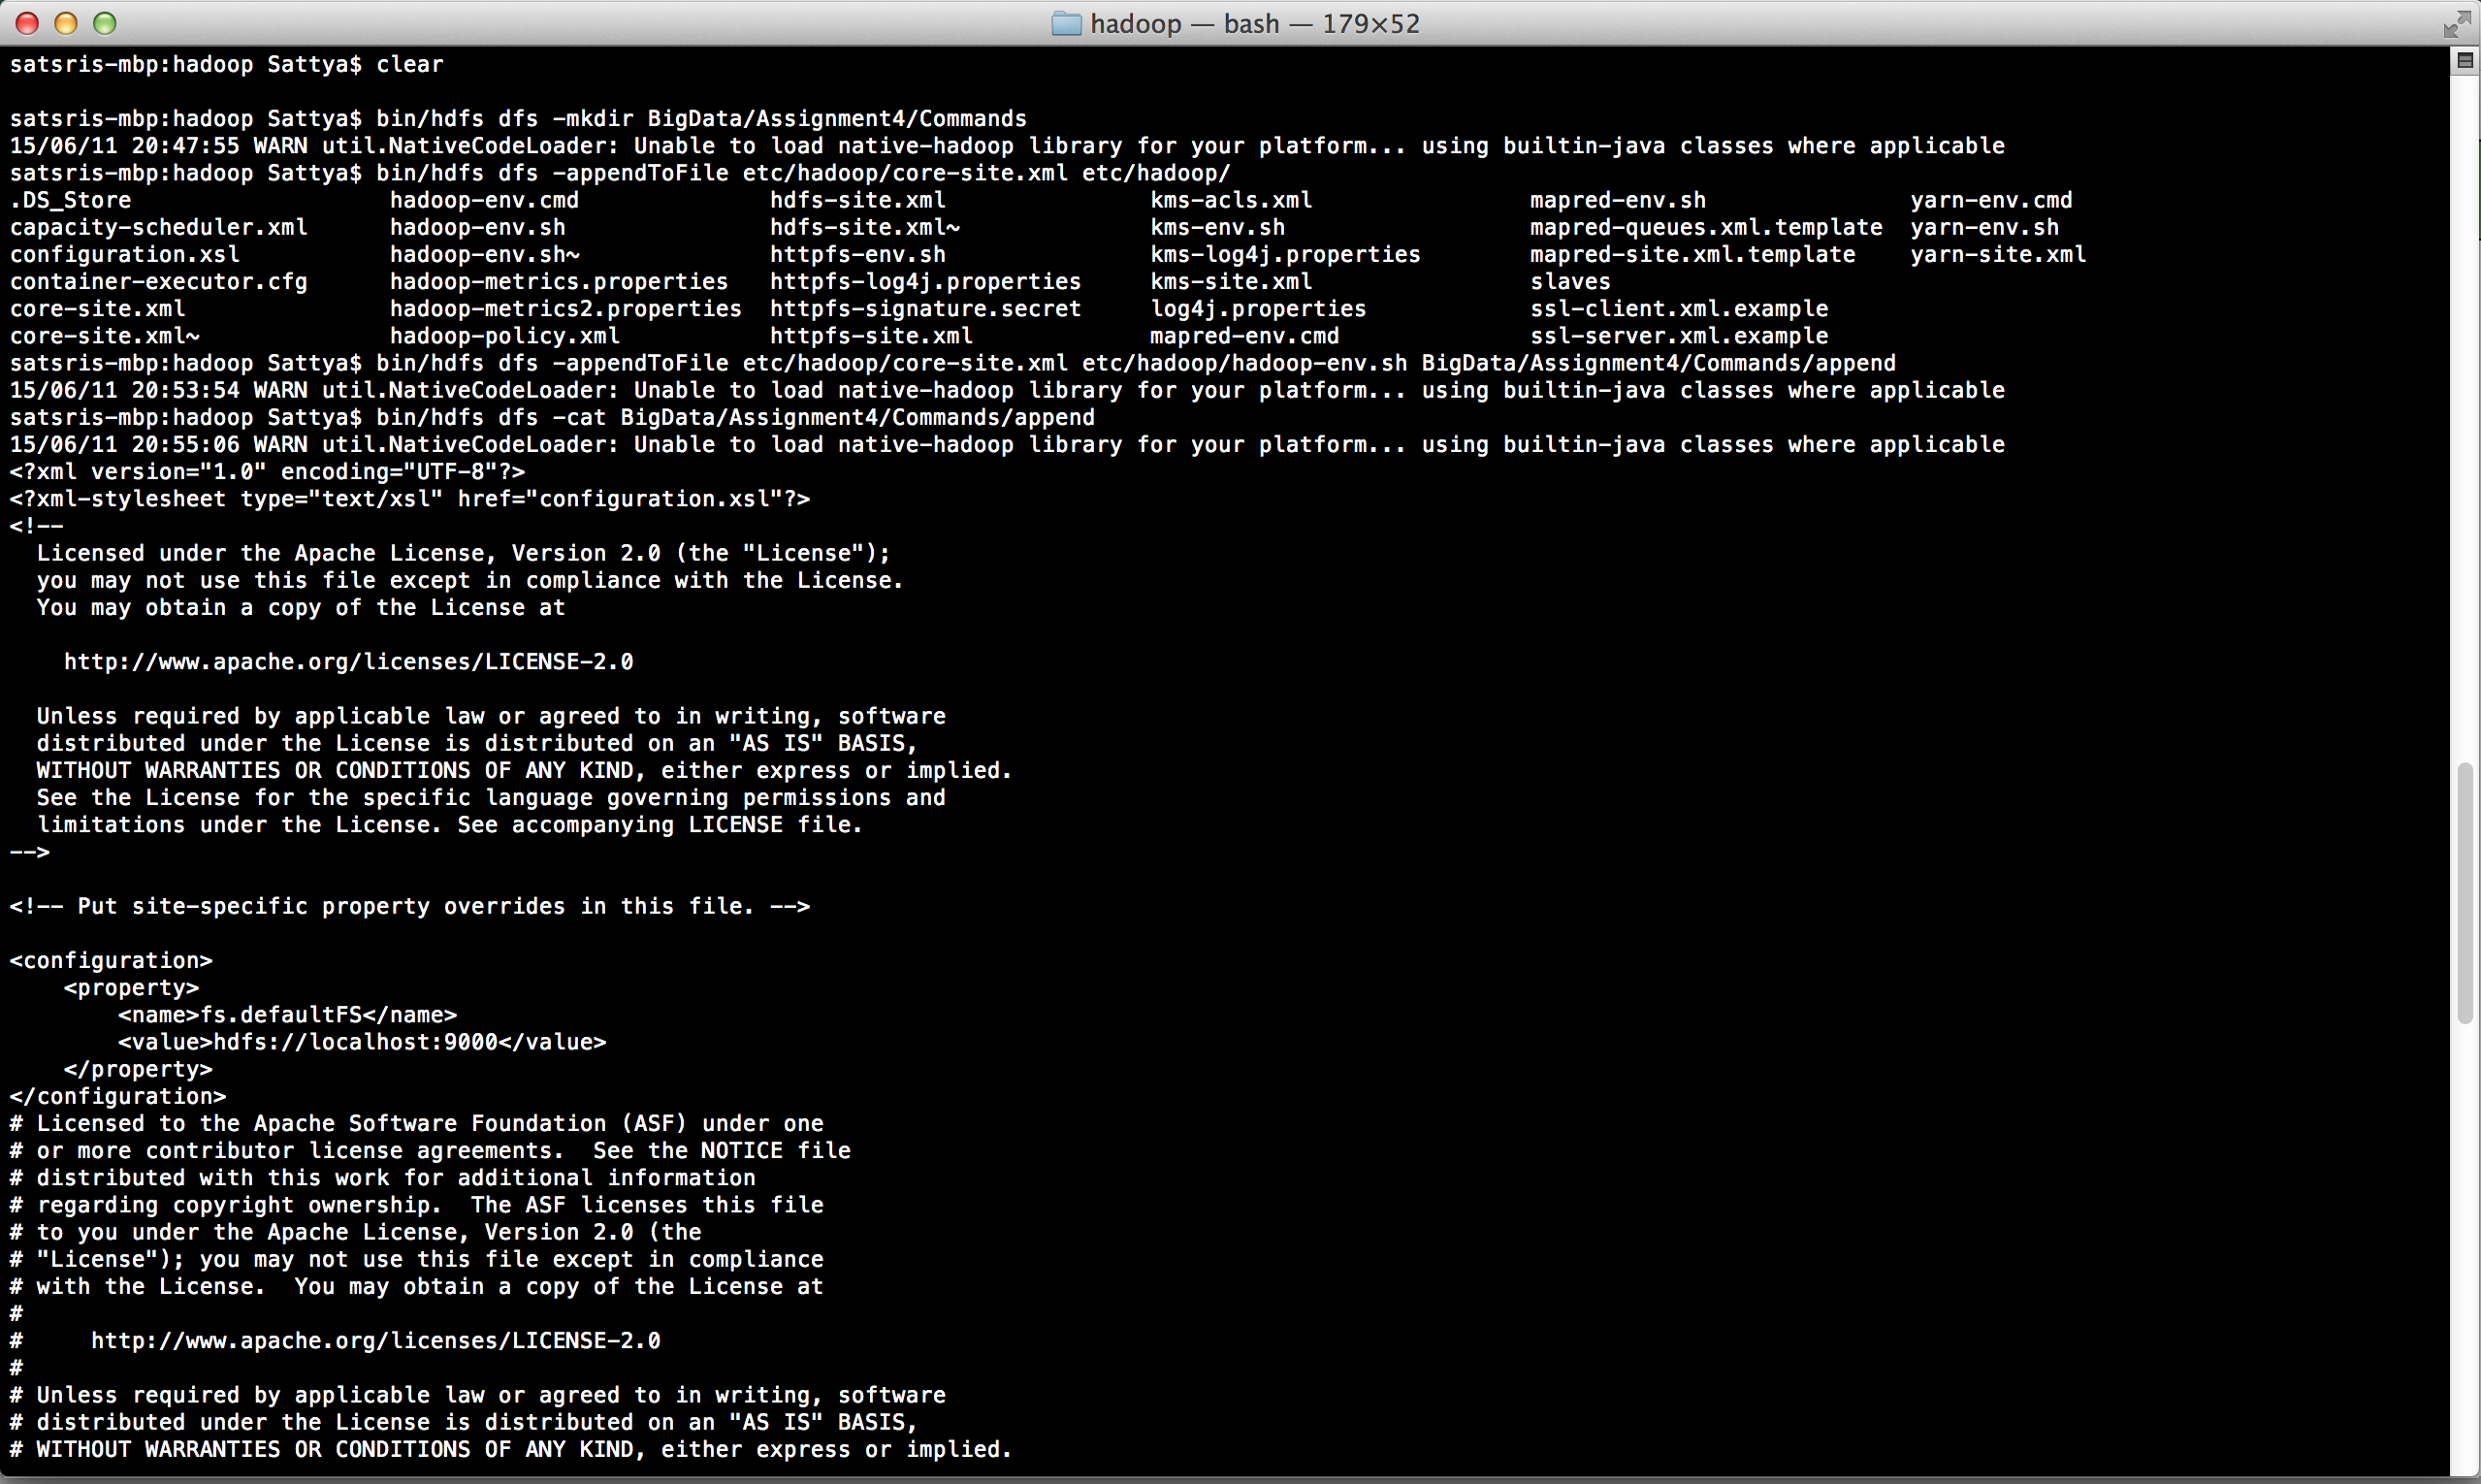 hadoop — bash — 179×52
satsris-mbp:hadoop Sattya$ clear
satsris-mbp:hadoop Sattya$ bin/hdfs dfs -mkdir BigData/Assignment4/Commands
15/06/11 20:47:55 WARN util.NativeCodeLoader: Unable to load native-hadoop library for your platform... using builtin-java classes where applicable
satsris-mbp:hadoop Sattya$ bin/hdfs dfs -appendToFile etc/hadoop/core-site.xml etc/hadoop/
.DS_Store hadoop-env.cmd hdfs-site.xml kms-acls.xml mapred-env.sh yarn-env.cmd
capacity-scheduler.xml hadoop-env.sh hdfs-site.xml~ kms-env.sh mapred-queues.xml.template yarn-env.sh
configuration.xsl hadoop-env.sh~ httpfs-env.sh kms-log4j.properties mapred-site.xml.template yarn-site.xml
container-executor.cfg hadoop-metrics.properties httpfs-log4j.properties kms-site.xml slaves
core-site.xml hadoop-metrics2.properties httpfs-signature.secret log4j.properties ssl-client.xml.example
core-site.xml~ hadoop-policy.xml httpfs-site.xml mapred-env.cmd ssl-server.xml.example
satsris-mbp:hadoop Sattya$ bin/hdfs dfs -appendToFile etc/hadoop/core-site.xml etc/hadoop/hadoop-env.sh BigData/Assignment4/Commands/append
15/06/11 20:53:54 WARN util.NativeCodeLoader: Unable to load native-hadoop library for your platform... using builtin-java classes where applicable
satsris-mbp:hadoop Sattya$ bin/hdfs dfs -cat BigData/Assignment4/Commands/append
15/06/11 20:55:06 WARN util.NativeCodeLoader: Unable to load native-hadoop library for your platform... using builtin-java classes where applicable
<?xml version="1.0" encoding="UTF-8"?>
<?xml-stylesheet type="text/xsl" href="configuration.xsl"?>
<!--
  Licensed under the Apache License, Version 2.0 (the "License");
  you may not use this file except in compliance with the License.
  You may obtain a copy of the License at
    http://www.apache.org/licenses/LICENSE-2.0
  Unless required by applicable law or agreed to in writing, software
  distributed under the License is distributed on an "AS IS" BASIS,
  WITHOUT WARRANTIES OR CONDITIONS OF ANY KIND, either express or implied.
  See the License for the specific language governing permissions and
  limitations under the License. See accompanying LICENSE file.
-->
<!-- Put site-specific property overrides in this file. -->
<configuration>
    <property>
        <name>fs.defaultFS</name>
        <value>hdfs://localhost:9000</value>
    </property>
</configuration>
# Licensed to the Apache Software Foundation (ASF) under one
# or more contributor license agreements.  See the NOTICE file
# distributed with this work for additional information
# regarding copyright ownership.  The ASF licenses this file
# to you under the Apache License, Version 2.0 (the
# "License"); you may not use this file except in compliance
# with the License.  You may obtain a copy of the License at
#
#     http://www.apache.org/licenses/LICENSE-2.0
#
# Unless required by applicable law or agreed to in writing, software
# distributed under the License is distributed on an "AS IS" BASIS,
# WITHOUT WARRANTIES OR CONDITIONS OF ANY KIND, either express or implied.